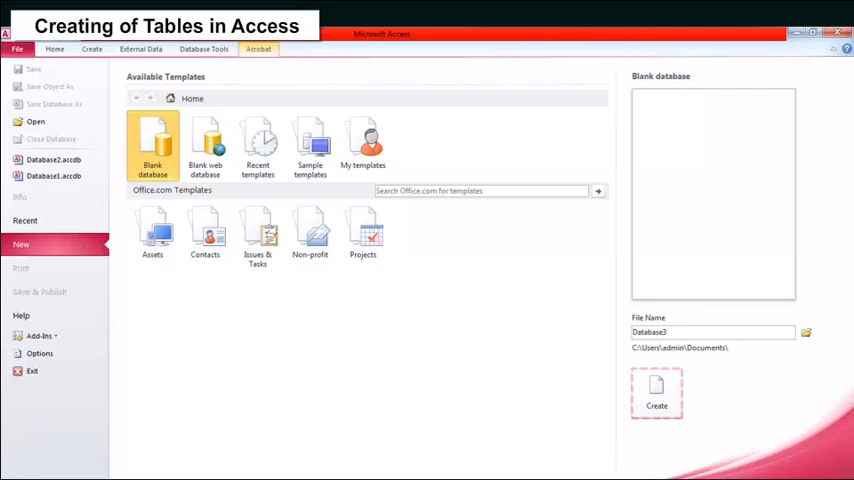 Creating of Tables in Access
Microsoft Access
File Home Create External Data Database Tools Acrobat
Save
Save Object As
Save Database As
Open
Close Database
Database2.accdb
Database1.accdb
Info
Recent
New
Print
Save & Publish
Help
Add-Ins
Options
Exit
Available Templates
Home
Blank database
Blank web database
Recent templates
Sample templates
My templates
Office.com Templates
Search Office.com for templates
Assets
Contacts
Issues & Tasks
Non-profit
Projects
Blank database
File Name
Database3
C:\Users\admin\Documents\
Create